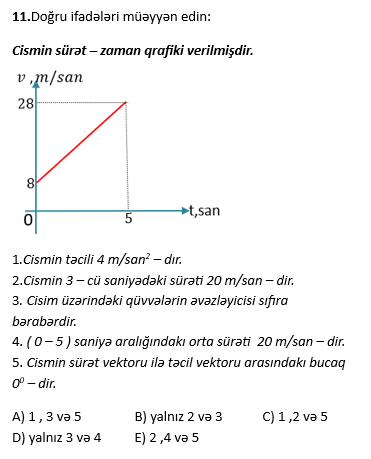 11.Doğru ifadələri müəyyən edin:
Cismin sürət – zaman qrafiki verilmişdir.
v ,m/san
28
8
0
5
t,san
1.Cismin təcili 4 m/san² – dır.
2.Cismin 3 – cü saniyədəki sürəti 20 m/san – dir.
3. Cisim üzərindəki qüvvələrin əvəzləyicisi sıfıra
bərabərdir.
4. ( 0 – 5 ) saniyə aralığındakı orta sürəti 20 m/san – dir.
5. Cismin sürət vektoru ilə təcil vektoru arasındakı bucaq
0⁰ – dir.
A) 1 , 3 və 5 B) yalnız 2 və 3 C) 1 ,2 və 5
D) yalnız 3 və 4 E) 2 ,4 və 5